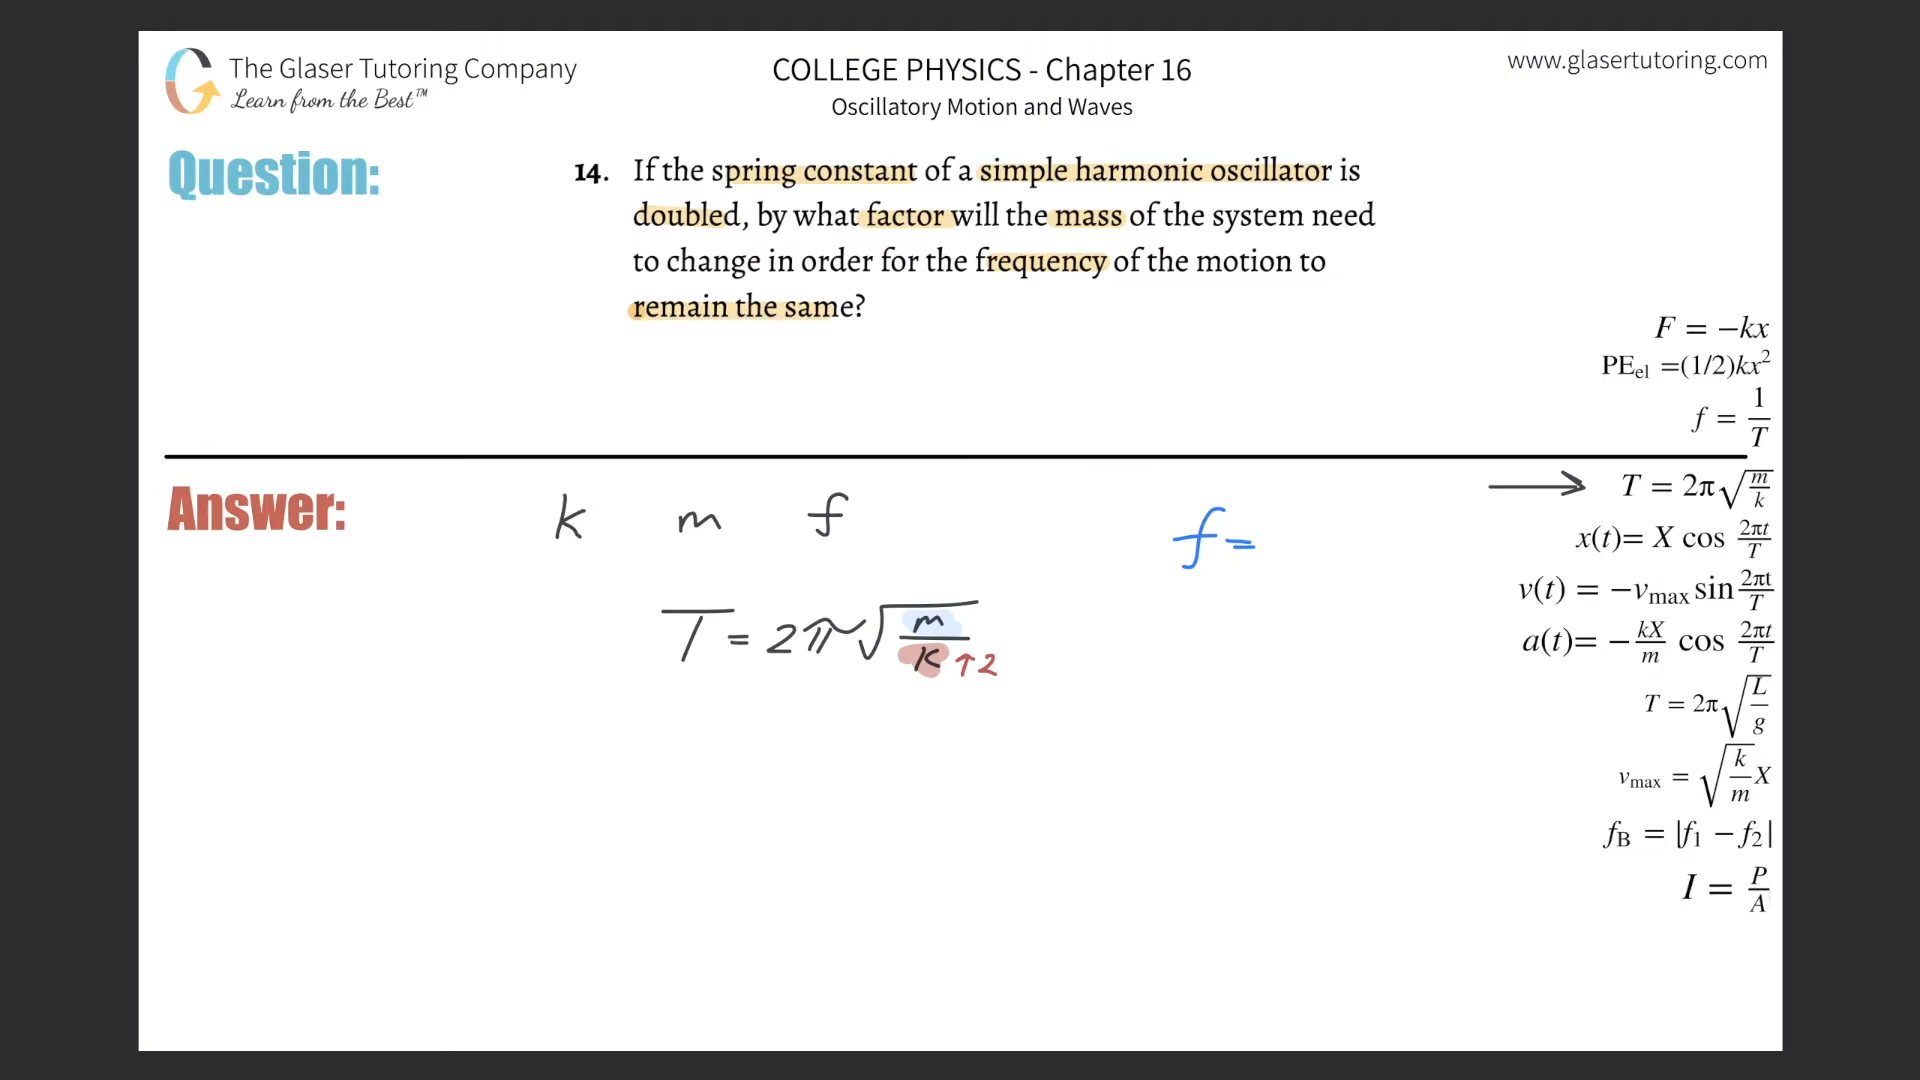 The Glaser Tutoring Company
Learn from the Best™
COLLEGE PHYSICS - Chapter 16
Oscillatory Motion and Waves
www.glasertutoring.com
Question:
14. If the spring constant of a simple harmonic oscillator is
doubled, by what factor will the mass of the system need
to change in order for the frequency of the motion to
remain the same?
F = −kx
PEel =(1/2)kx²
f = 1/T
Answer:
k m f
f =
T = 2π√(m/k) ↑2
→ T = 2π√(m/k)
x(t)= X cos 2πt/T
v(t) = −vmax sin 2πt/T
a(t)= − kX/m cos 2πt/T
T = 2π√(L/g)
vmax = √(k/m) X
fB = |f1 − f2|
I = P/A